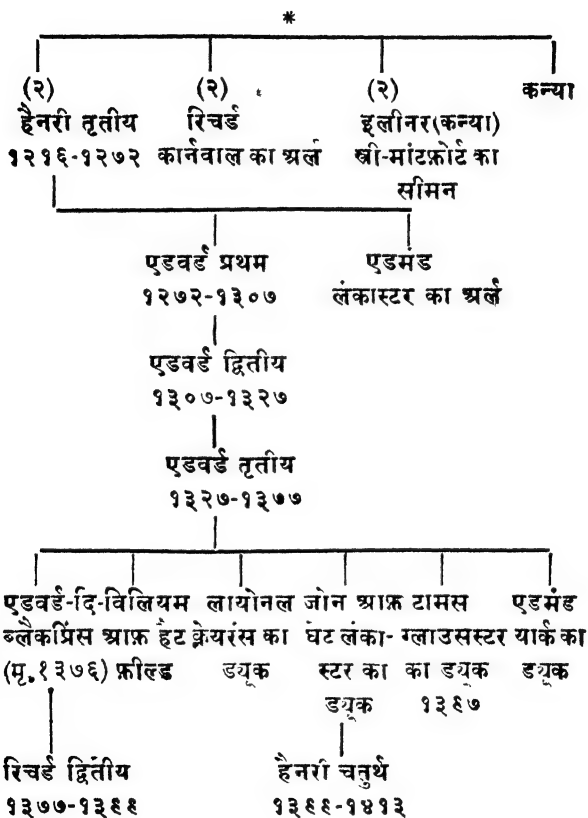 *
(२) (२) (२) कन्या
हैनरी तृतीय रिचर्ड इलीनर(कन्या)
१२१६-१२७२ कार्नवाल का अर्ल स्त्री-मांटफ़ोर्ट का
सीमन
एडवर्ड प्रथम एडमंड
१२७२-१३०७ लंकास्टर का अर्ल
एडवर्ड द्वितीय
१३०७-१३२७
एडवर्ड तृतीय
१३२७-१३७७
एडवर्ड-दि-विलियम लायोनल जोन आफ़ टामस एडमंड
ब्लैकप्रिंस आफ़ हैट क्लेयरंस का घेंट लंका- ग्लाउसस्टर यार्क का
(मृ.१३७६) फ़ील्ड ड्यूक स्टर का का ड्यूक ड्यूक
ड्यूक १३९७
रिचर्ड द्वितीय हैनरी चतुर्थ
१३७७-१३९९ १३९९-१४१३